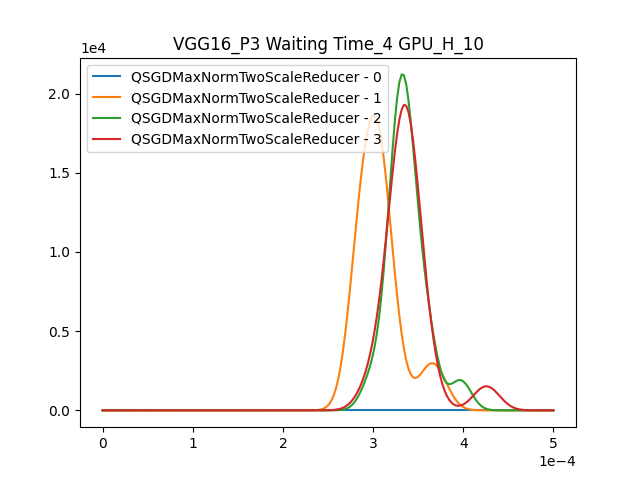 VGG16_P3 Waiting Time_4 GPU_H_10
1e4
QSGDMaxNormTwoScaleReducer - 0
QSGDMaxNormTwoScaleReducer - 1
QSGDMaxNormTwoScaleReducer - 2
QSGDMaxNormTwoScaleReducer - 3
2.0
1.5
1.0
0.5
0.0
0 1 2 3 4 5
1e−4